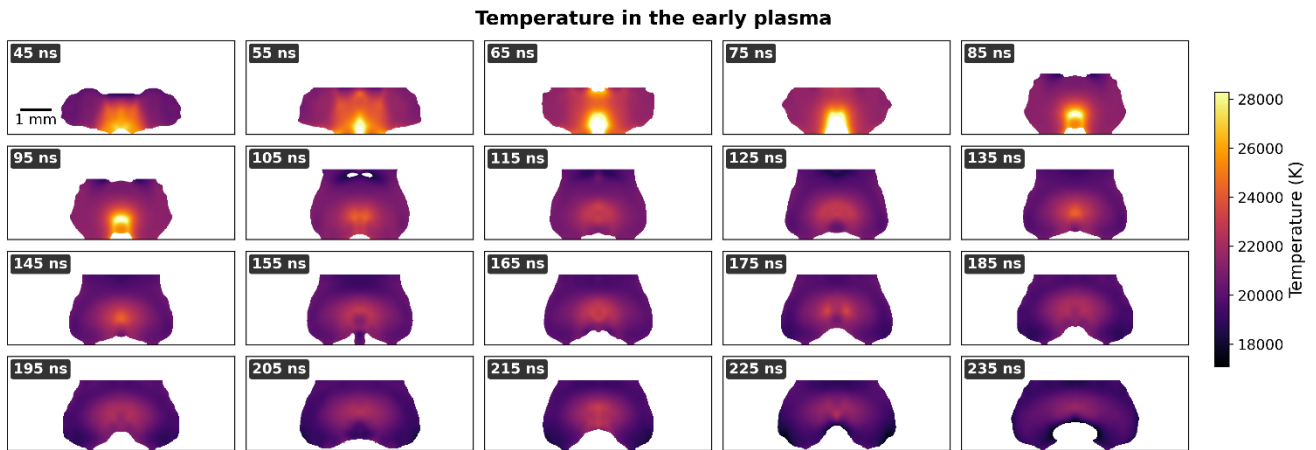 Temperature in the early plasma
45 ns
55 ns
65 ns
75 ns
85 ns
1 mm
95 ns
105 ns
115 ns
125 ns
135 ns
145 ns
155 ns
165 ns
175 ns
185 ns
195 ns
205 ns
215 ns
225 ns
235 ns
28000
26000
24000
22000
20000
18000
Temperature (K)